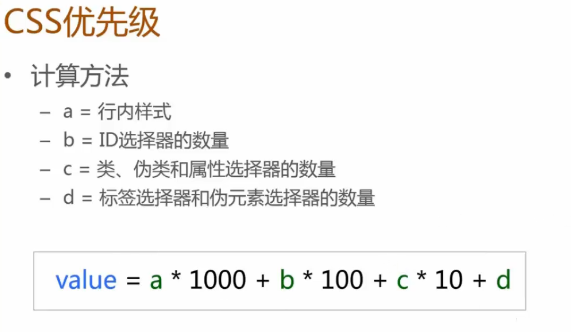 CSS优先级
• 计算方法
– a = 行内样式
– b = ID选择器的数量
– c = 类、伪类和属性选择器的数量
– d = 标签选择器和伪元素选择器的数量
value = a * 1000 + b * 100 + c * 10 + d